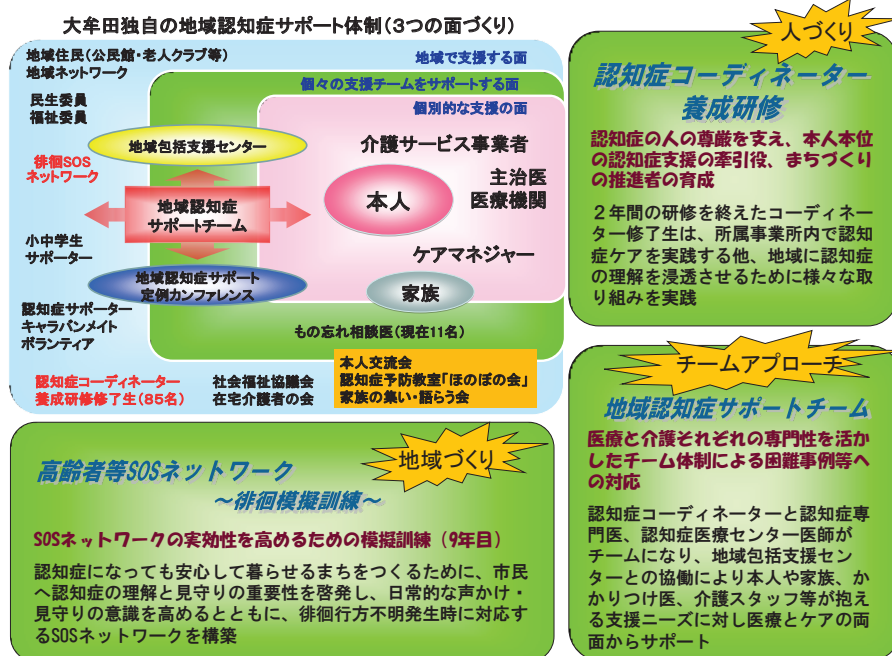 大牟田独自の地域認知症サポート体制(3つの面づくり)
地域住民(公民館・老人クラブ等)
地域ネットワーク
地域で支援する面
個々の支援チームをサポートする面
個別的な支援の面
民生委員
福祉委員
地域包括支援センター
介護サービス事業者
徘徊SOS
ネットワーク
主治医
医療機関
本人
地域認知症
サポートチーム
小中学生
サポーター
ケアマネジャー
地域認知症サポート
定例カンファレンス
家族
認知症サポーター
キャラバンメイト
ボランティア
もの忘れ相談医(現在11名)
認知症コーディネーター
養成研修修了生(85名)
社会福祉協議会
在宅介護者の会
本人交流会
認知症予防教室「ほのぼの会」
家族の集い・語らう会
人づくり
認知症コーディネーター
養成研修
認知症の人の尊厳を支え、本人本位
の認知症支援の牽引役、まちづくり
の推進者の育成
2年間の研修を終えたコーディネー
ター修了生は、所属事業所内で認知
症ケアを実践する他、地域に認知症
の理解を浸透させるために様々な取
り組みを実践
地域づくり
高齢者等SOSネットワーク
~徘徊模擬訓練~
SOSネットワークの実効性を高めるための模擬訓練(9年目)
認知症になっても安心して暮らせるまちをつくるために、市民
へ認知症の理解と見守りの重要性を啓発し、日常的な声かけ・
見守りの意識を高めるとともに、徘徊行方不明発生時に対応す
るSOSネットワークを構築
チームアプローチ
地域認知症サポートチーム
医療と介護それぞれの専門性を活か
したチーム体制による困難事例等へ
の対応
認知症コーディネーターと認知症専
門医、認知症医療センター医師が
チームになり、地域包括支援セン
ターとの協働により本人や家族、か
かりつけ医、介護スタッフ等が抱え
る支援ニーズに対し医療とケアの両
面からサポート